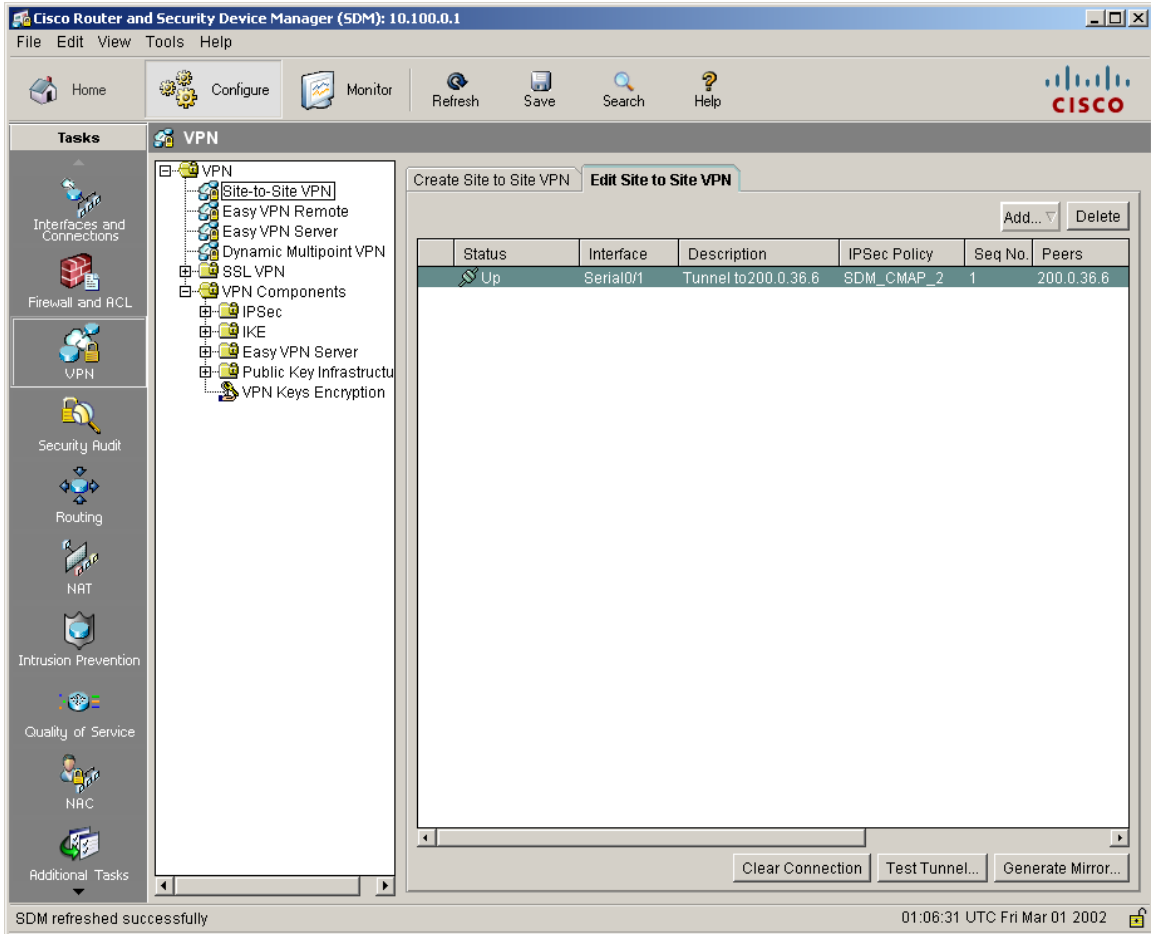 Cisco Router and Security Device Manager (SDM): 10.100.0.1
File Edit View Tools Help
Home Configure Monitor Refresh Save Search Help
CISCO
Tasks
VPN
Interfaces and Connections
Firewall and ACL
VPN
Security Audit
Routing
NAT
Intrusion Prevention
Quality of Service
NAC
Additional Tasks
VPN
Site-to-Site VPN
Easy VPN Remote
Easy VPN Server
Dynamic Multipoint VPN
SSL VPN
VPN Components
IPSec
IKE
Easy VPN Server
Public Key Infrastructu
VPN Keys Encryption
Create Site to Site VPN Edit Site to Site VPN
Add... Delete
Status Interface Description IPSec Policy Seq No. Peers
Up Serial0/1 Tunnel to200.0.36.6 SDM_CMAP_2 1 200.0.36.6
Clear Connection Test Tunnel... Generate Mirror...
SDM refreshed successfully
01:06:31 UTC Fri Mar 01 2002